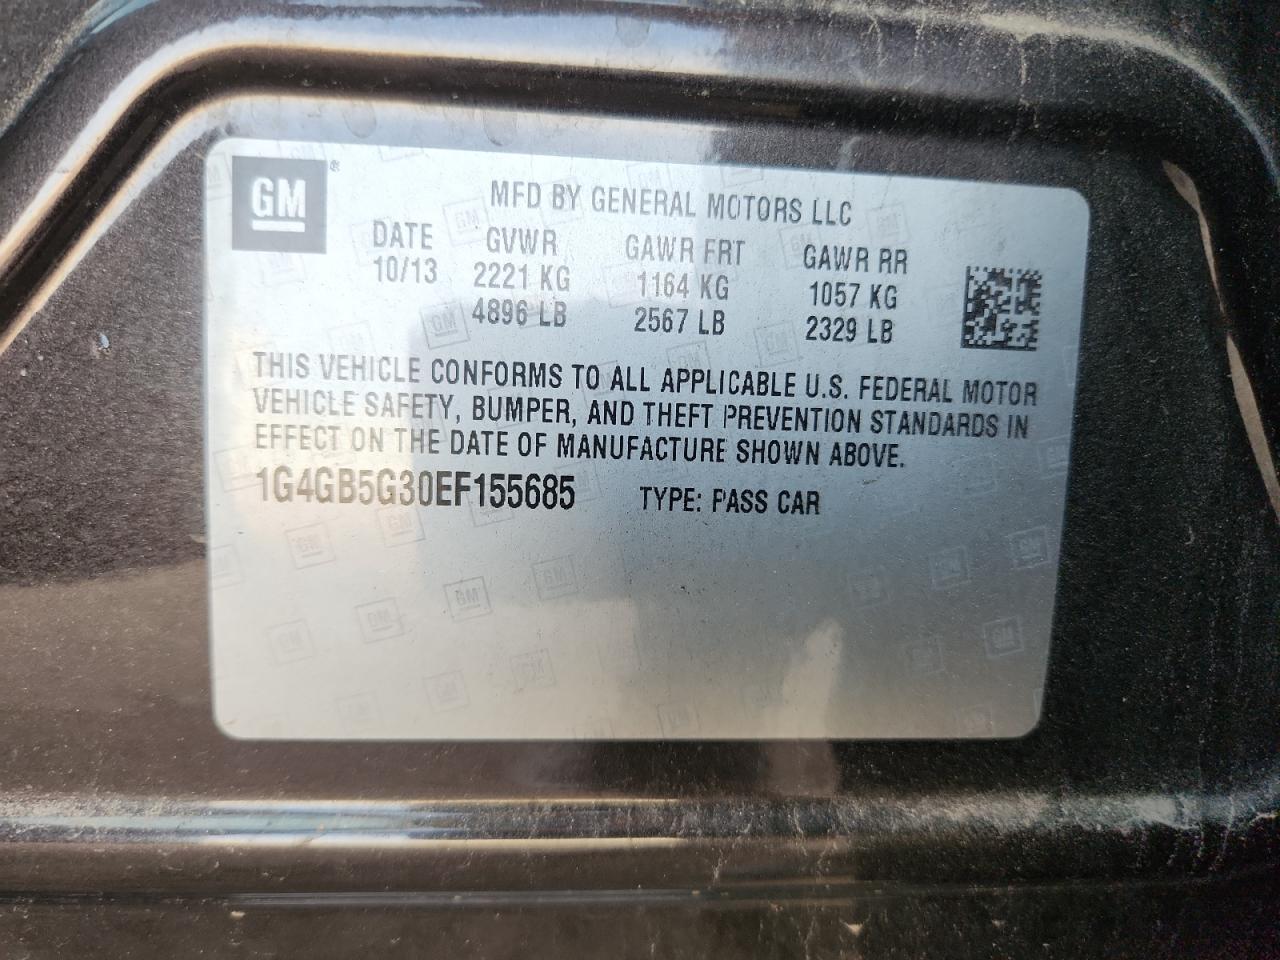 GM ®
MFD BY GENERAL MOTORS LLC
DATE GVWR GAWR FRT GAWR RR
10/13 2221 KG 1164 KG 1057 KG
4896 LB 2567 LB 2329 LB
THIS VEHICLE CONFORMS TO ALL APPLICABLE U.S. FEDERAL MOTOR
VEHICLE SAFETY, BUMPER, AND THEFT PREVENTION STANDARDS IN
EFFECT ON THE DATE OF MANUFACTURE SHOWN ABOVE.
1G4GB5G30EF155685 TYPE: PASS CAR